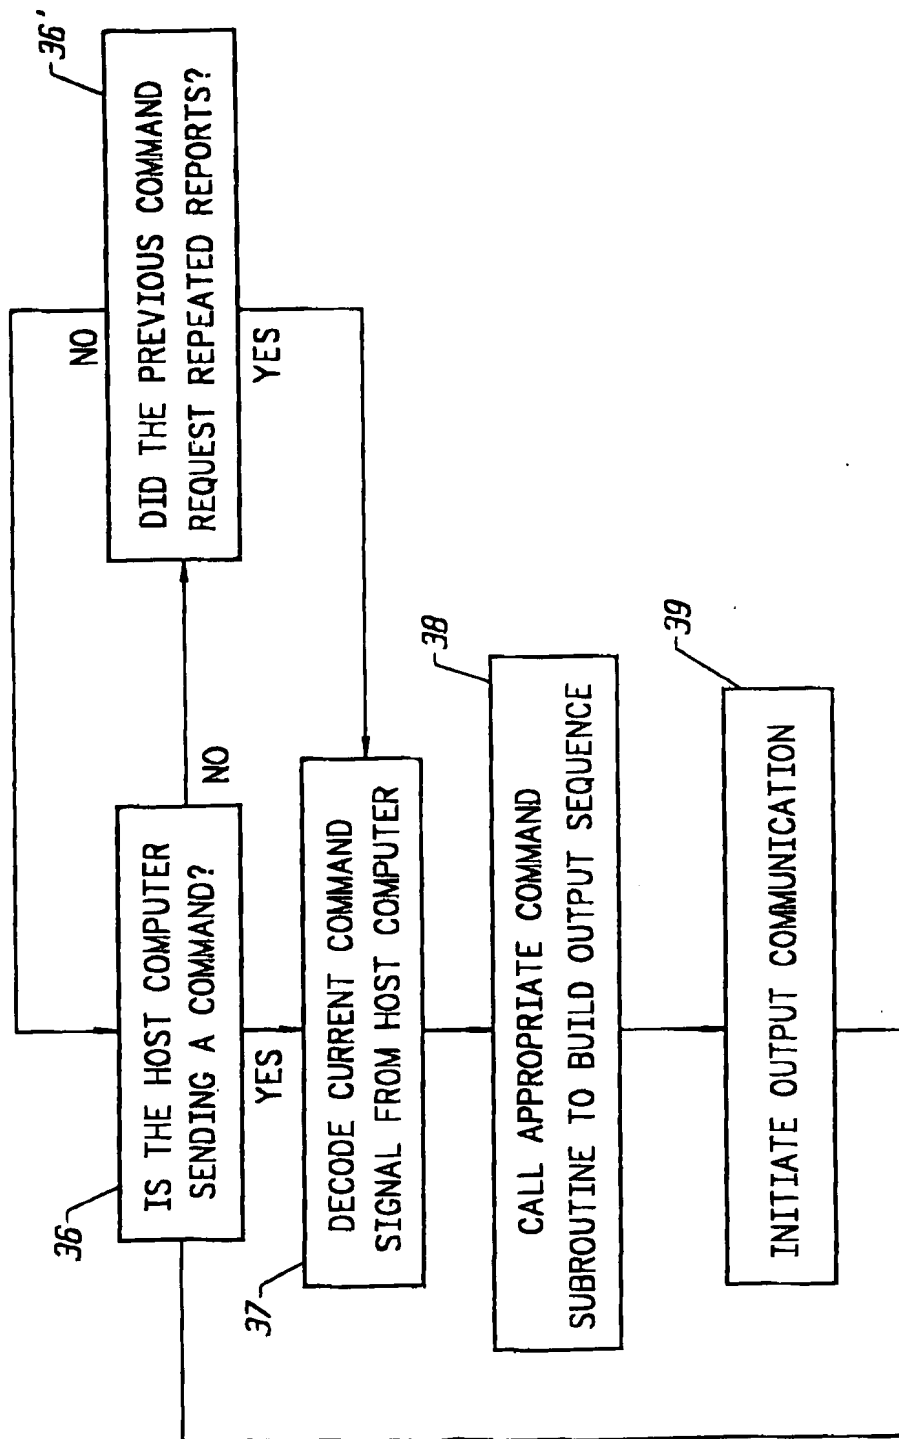 36
IS THE HOST COMPUTER
SENDING A COMMAND?
NO
YES
36'
DID THE PREVIOUS COMMAND
REQUEST REPEATED REPORTS?
NO
YES
37
DECODE CURRENT COMMAND
SIGNAL FROM HOST COMPUTER
38
CALL APPROPRIATE COMMAND
SUBROUTINE TO BUILD OUTPUT SEQUENCE
39
INITIATE OUTPUT COMMUNICATION